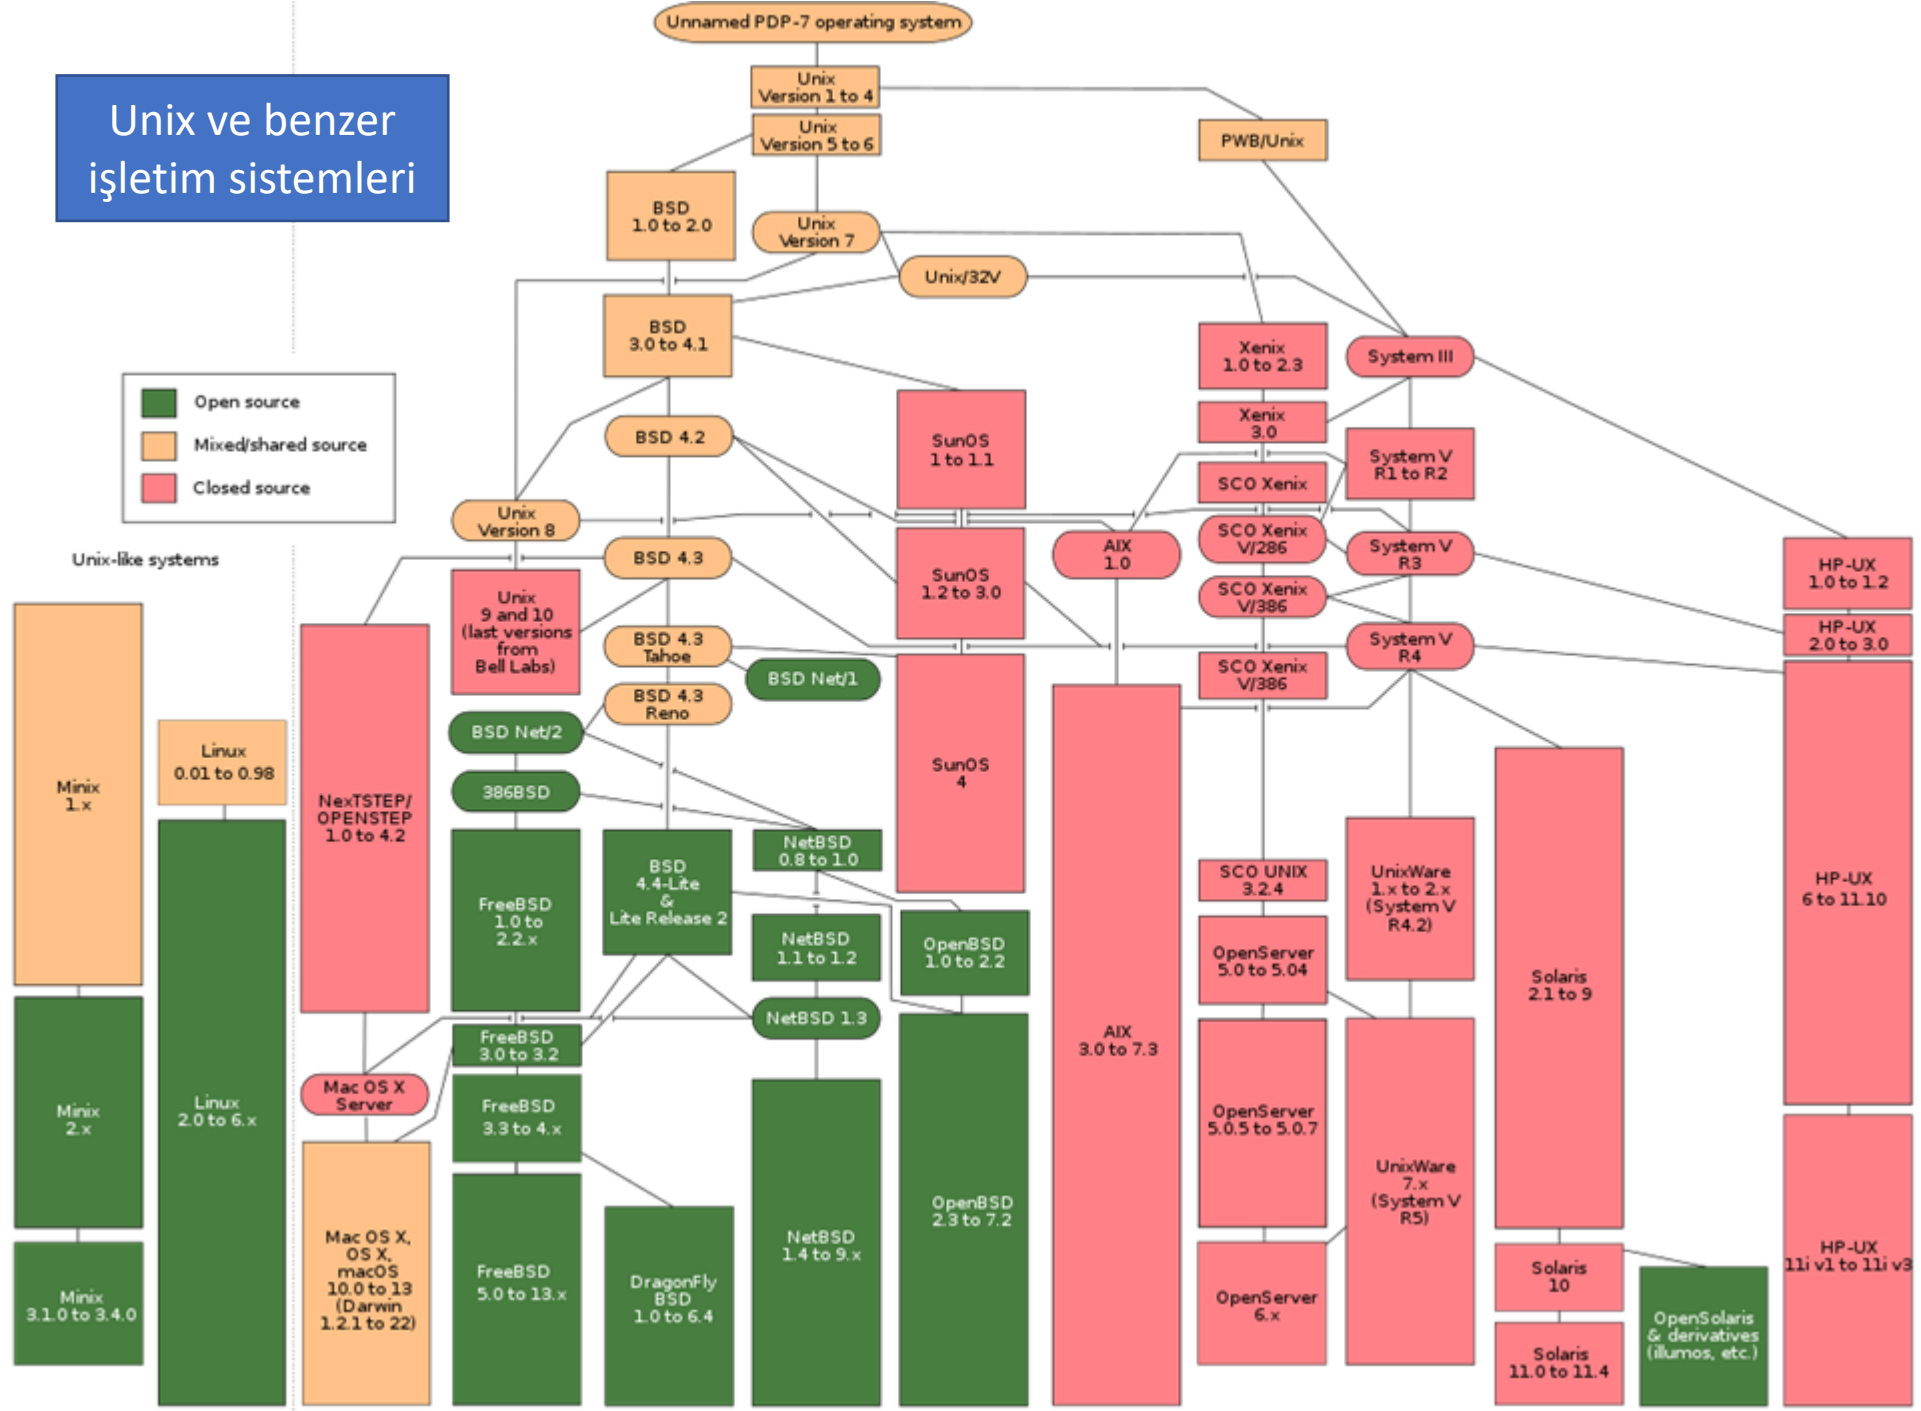 Unnamed PDP-7 operating system
Unix ve benzer
işletim sistemleri
Unix
Version 1 to 4
Unix
Version 5 to 6
PWB/Unix
BSD
1.0 to 2.0
Unix
Version 7
Unix/32V
BSD
3.0 to 4.1
Xenix
1.0 to 2.3
System III
Open source
Mixed/shared source
Closed source
BSD 4.2
SunOS
1 to 1.1
Xenix
3.0
System V
R1 to R2
SCO Xenix
Unix
Version 8
SCO Xenix
V/286
AIX
1.0
System V
R3
Unix-like systems
BSD 4.3
SunOS
1.2 to 3.0
HP-UX
1.0 to 1.2
Unix
9 and 10
(last versions
from
Bell Labs)
SCO Xenix
V/386
HP-UX
2.0 to 3.0
BSD 4.3
Tahoe
System V
R4
BSD Net/1
SCO Xenix
V/386
BSD 4.3
Reno
BSD Net/2
Linux
0.01 to 0.98
SunOS
4
Minix
1.x
386BSD
NexTSTEP/
OPENSTEP
1.0 to 4.2
NetBSD
0.8 to 1.0
BSD
4.4-Lite
&
Lite Release 2
SCO UNIX
3.2.4
UnixWare
1.x to 2.x
(System V
R4.2)
HP-UX
6 to 11.10
FreeBSD
1.0 to
2.2.x
NetBSD
1.1 to 1.2
OpenBSD
1.0 to 2.2
OpenServer
5.0 to 5.04
Solaris
2.1 to 9
NetBSD 1.3
FreeBSD
3.0 to 3.2
AIX
3.0 to 7.3
Mac OS X
Server
Minix
2.x
Linux
2.0 to 6.x
FreeBSD
3.3 to 4.x
OpenServer
5.0.5 to 5.0.7
UnixWare
7.x
(System V
R5)
OpenBSD
2.3 to 7.2
NetBSD
1.4 to 9.x
Mac OS X,
OS X,
macOS
10.0 to 13
(Darwin
1.2.1 to 22)
FreeBSD
5.0 to 13.x
DragonFly
BSD
1.0 to 6.4
Minix
3.1.0 to 3.4.0
OpenServer
6.x
Solaris
10
HP-UX
11i v1 to 11i v3
OpenSolaris
& derivatives
(illumos, etc.)
Solaris
11.0 to 11.4